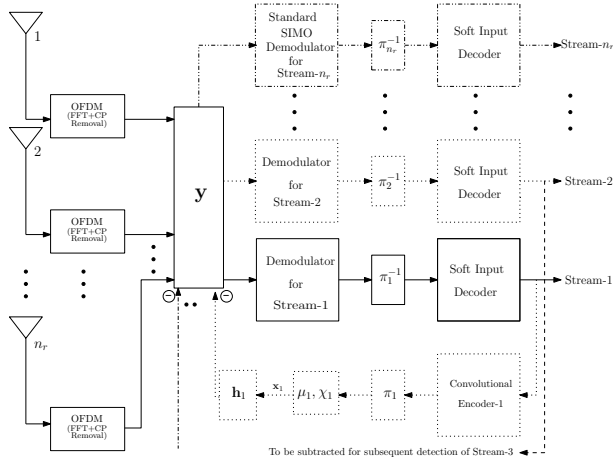 1
OFDM
(FFT+CP
Removal)
2
OFDM
(FFT+CP
Removal)
n_r
OFDM
(FFT+CP
Removal)
y
Standard
SIMO
Demodulator
for
Stream-n_r
π_{n_r}^{-1}
Soft Input
Decoder
Stream-n_r
Demodulator
for
Stream-2
π_2^{-1}
Soft Input
Decoder
Stream-2
Demodulator
for
Stream-1
π_1^{-1}
Soft Input
Decoder
Stream-1
h_1
x_1
μ_1, χ_1
π_1
Convolutional
Encoder-1
To be subtracted for subsequent detection of Stream-3